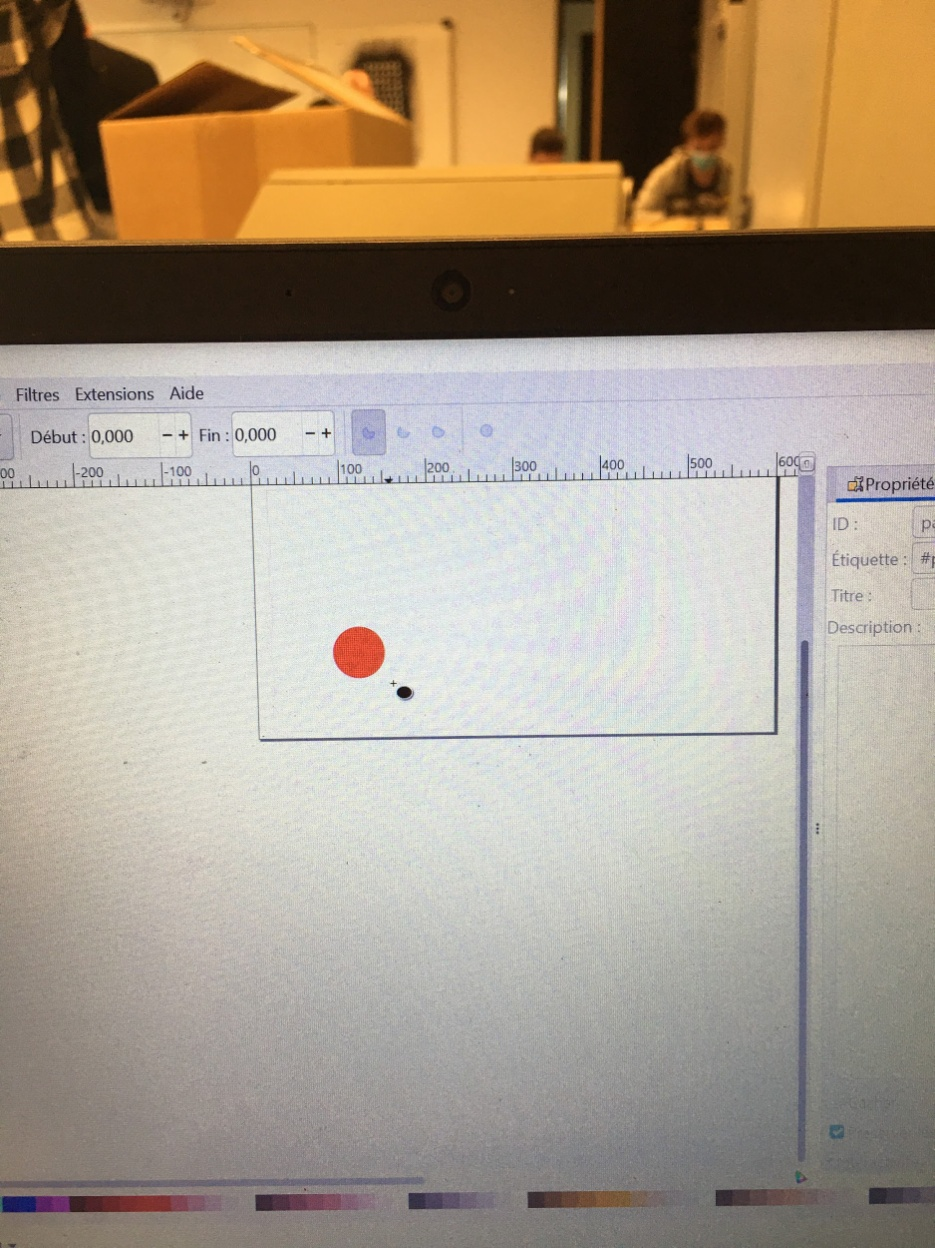 Filtres Extensions Aide
Début : 0,000 − + Fin : 0,000 − +
00 -200 -100 0 100 200 300 400 500 600
Propriété
ID : pa
Étiquette : #p
Titre :
Description :